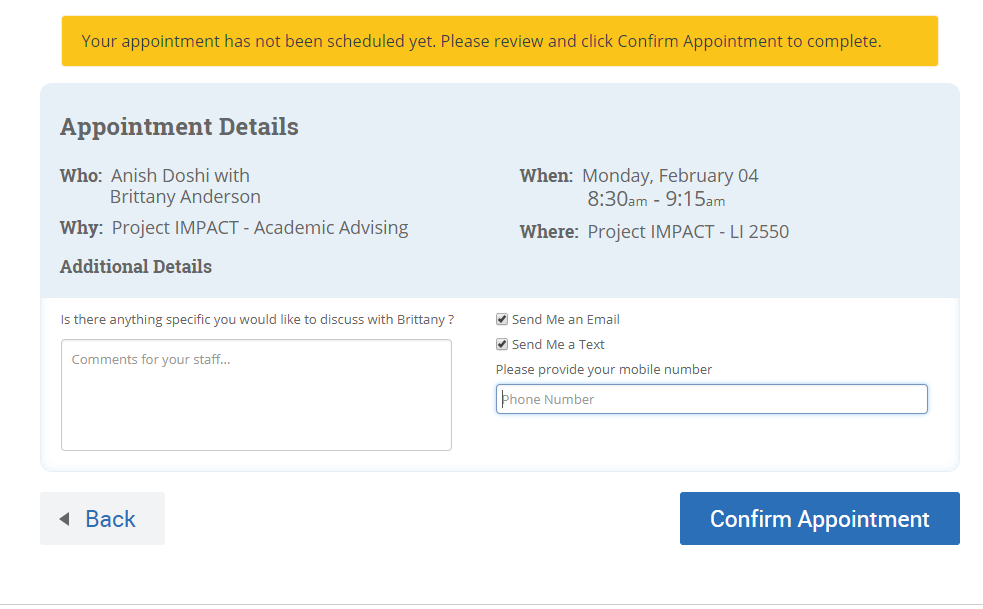 Your appointment has not been scheduled yet. Please review and click Confirm Appointment to complete.
Appointment Details
Who: Anish Doshi with
Brittany Anderson
Why: Project IMPACT - Academic Advising
When: Monday, February 04
8:30am - 9:15am
Where: Project IMPACT - LI 2550
Additional Details
Is there anything specific you would like to discuss with Brittany ?
Comments for your staff...
Send Me an Email
Send Me a Text
Please provide your mobile number
Phone Number
Back
Confirm Appointment